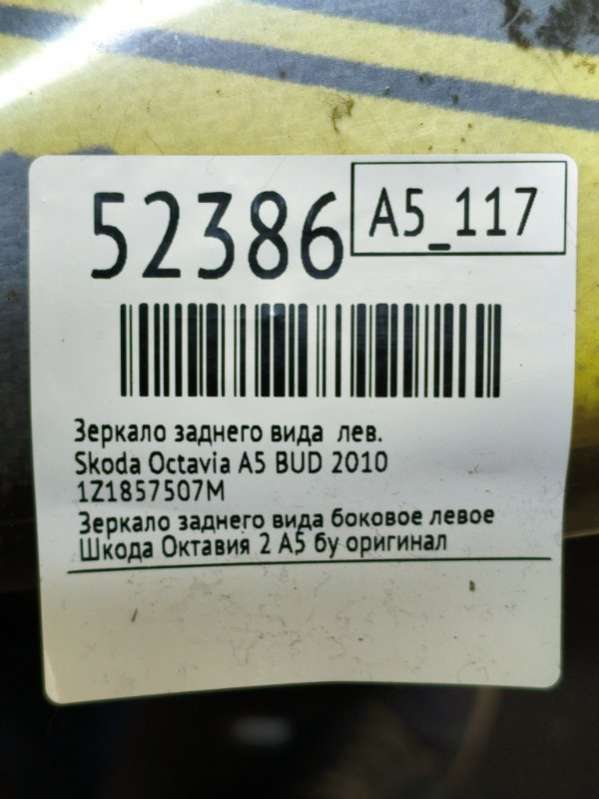 52386
A5_117
Зеркало заднего вида лев.
Skoda Octavia A5 BUD 2010
1Z1857507M
Зеркало заднего вида боковое левое
Шкода Октавия 2 А5 бу оригинал